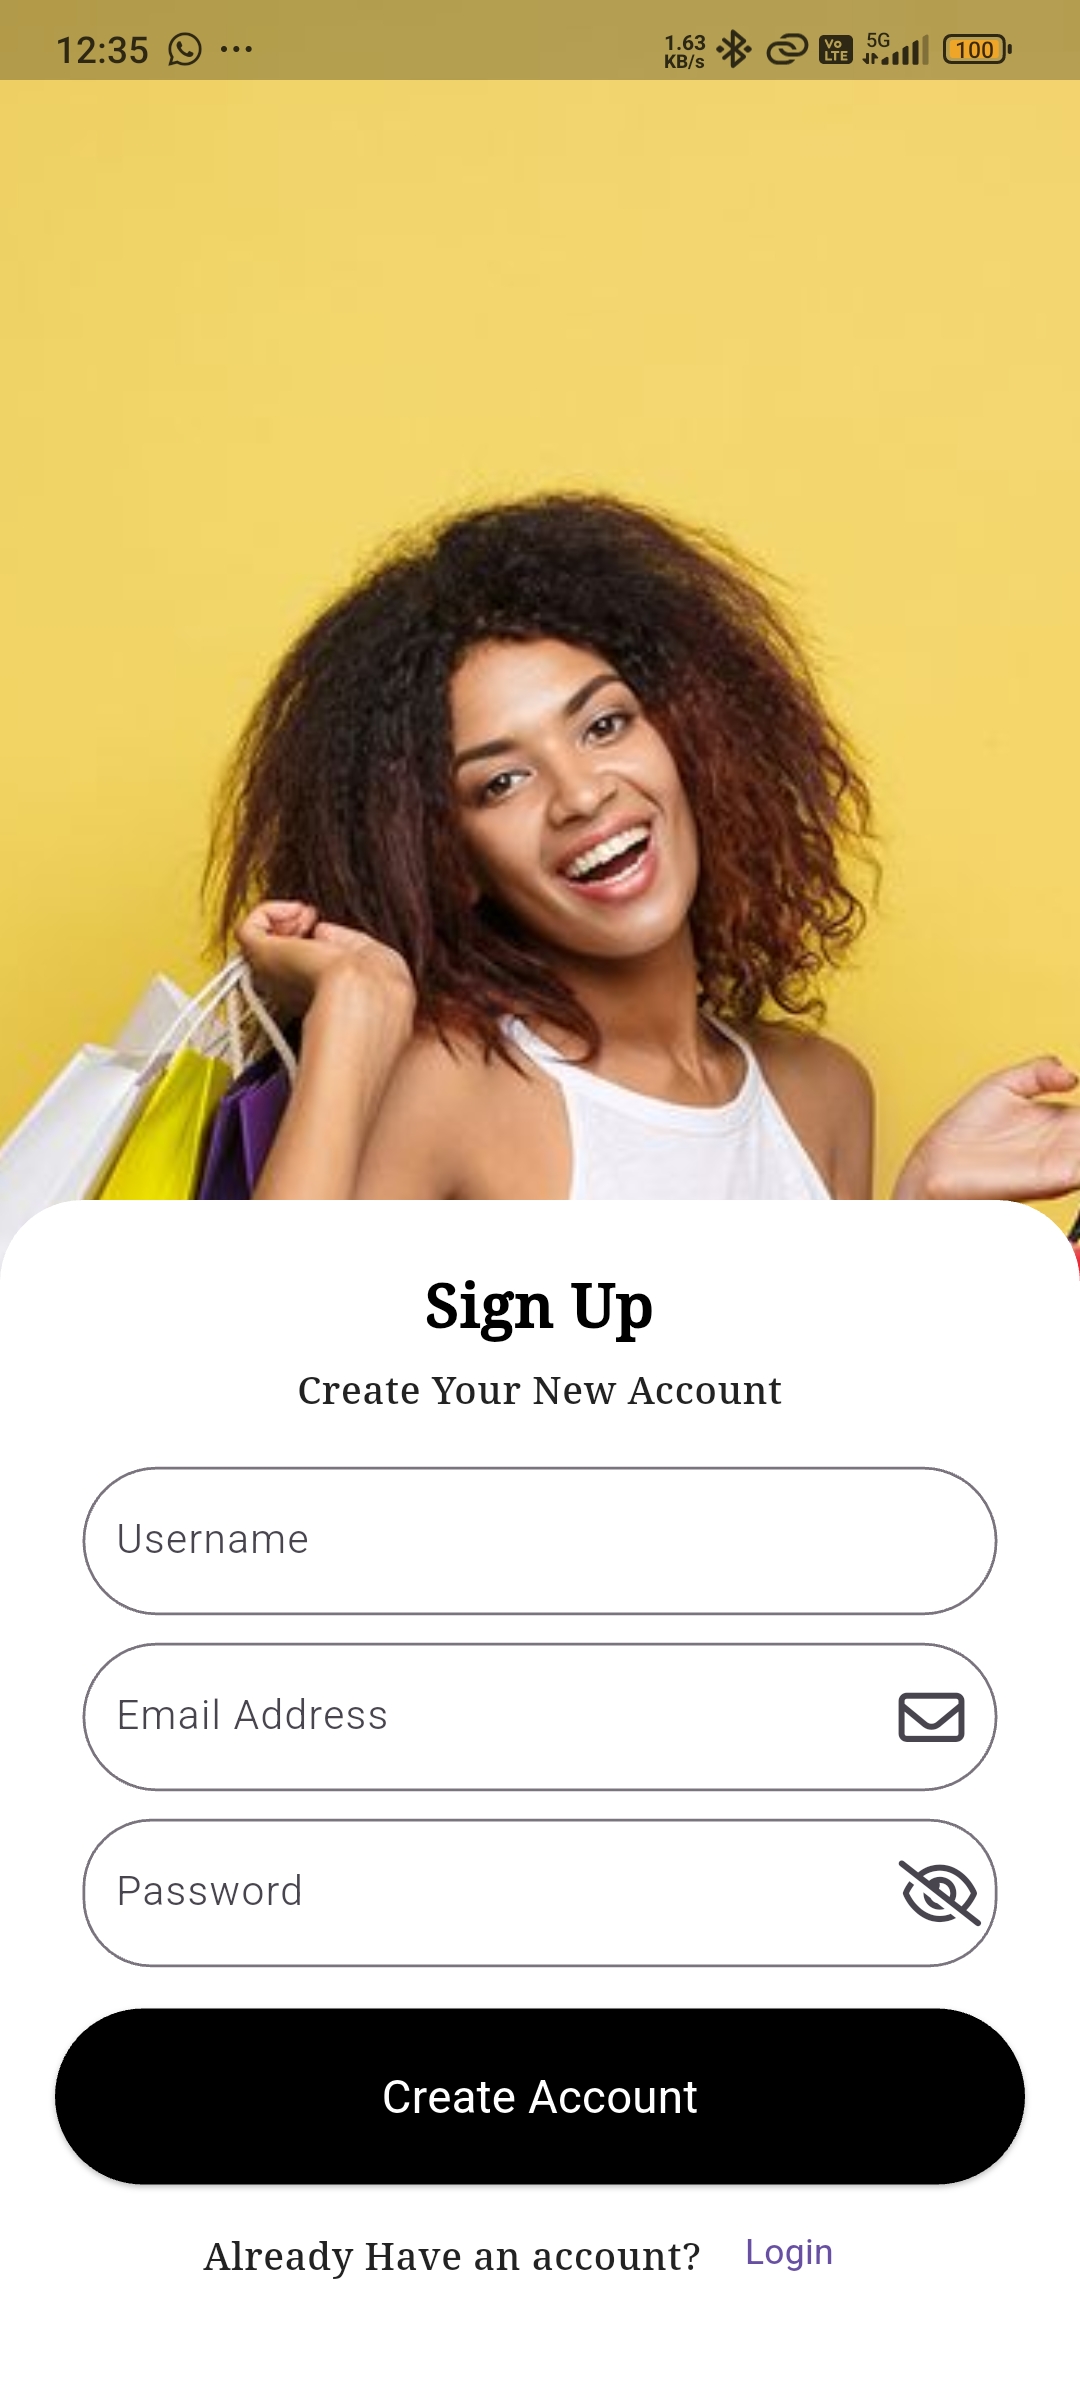 12:35 ... 1.63 KB/s Vo LTE 5G 100
Sign Up
Create Your New Account
Username
Email Address
Password
Create Account
Already Have an account? Login